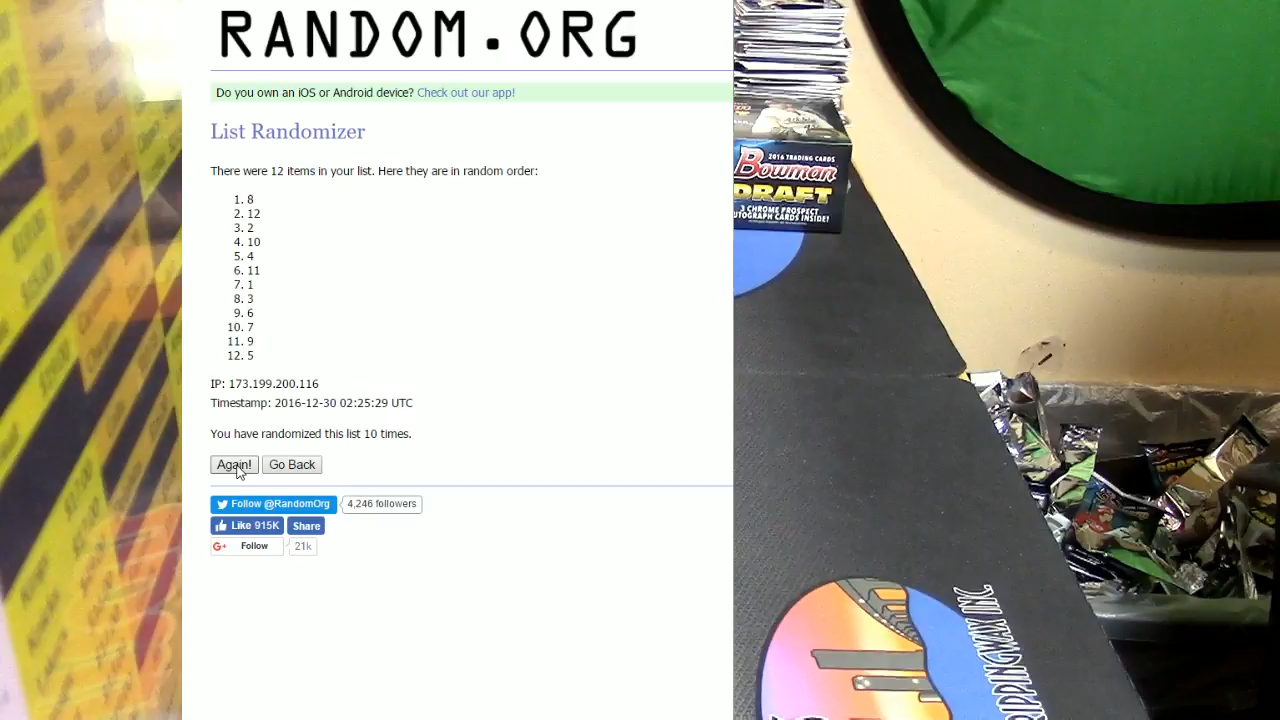 RANDOM.ORG
Do you own an iOS or Android device? Check out our app!
List Randomizer
There were 12 items in your list. Here they are in random order:
1. 8
2. 12
3. 2
4. 10
5. 4
6. 11
7. 1
8. 3
9. 6
10. 7
11. 9
12. 5
IP: 173.199.200.116
Timestamp: 2016-12-30 02:25:29 UTC
You have randomized this list 10 times.
Again! Go Back
Follow @RandomOrg 4,246 followers
Like 915K Share
G+ Follow 21k
2016 TRADING CARDS
Bowman
DRAFT
3 CHROME PROSPECT
AUTOGRAPH CARDS INSIDE!
RIPPINGWAX INC.